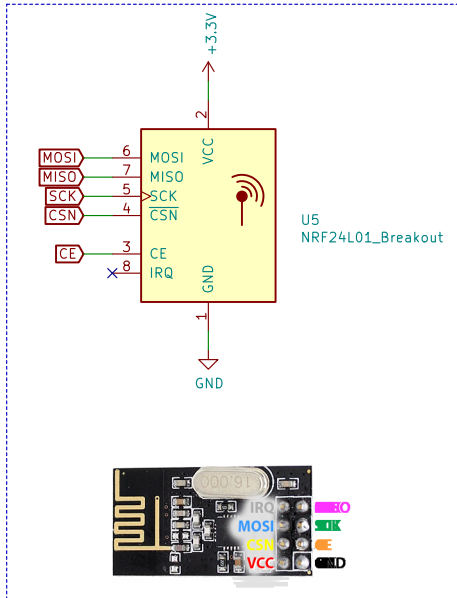 +3.3V
2
VCC
MOSI 6 MOSI
MISO 7 MISO
SCK 5 SCK
CSN 4 CSN
CE 3 CE
8 IRQ
GND
1
GND
U5
NRF24L01_Breakout
16.000
IRQ
MOSI
CSN
VCC